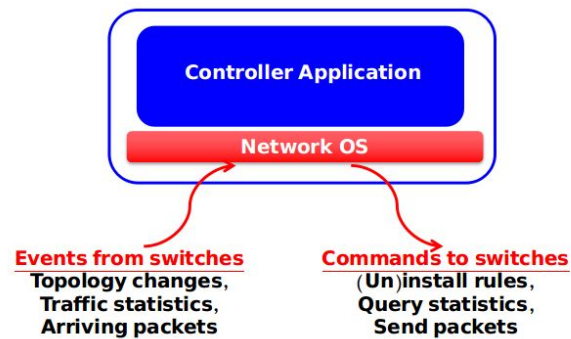 Controller Application
Network OS
Events from switches
Topology changes,
Traffic statistics,
Arriving packets
Commands to switches
(Un)install rules,
Query statistics,
Send packets